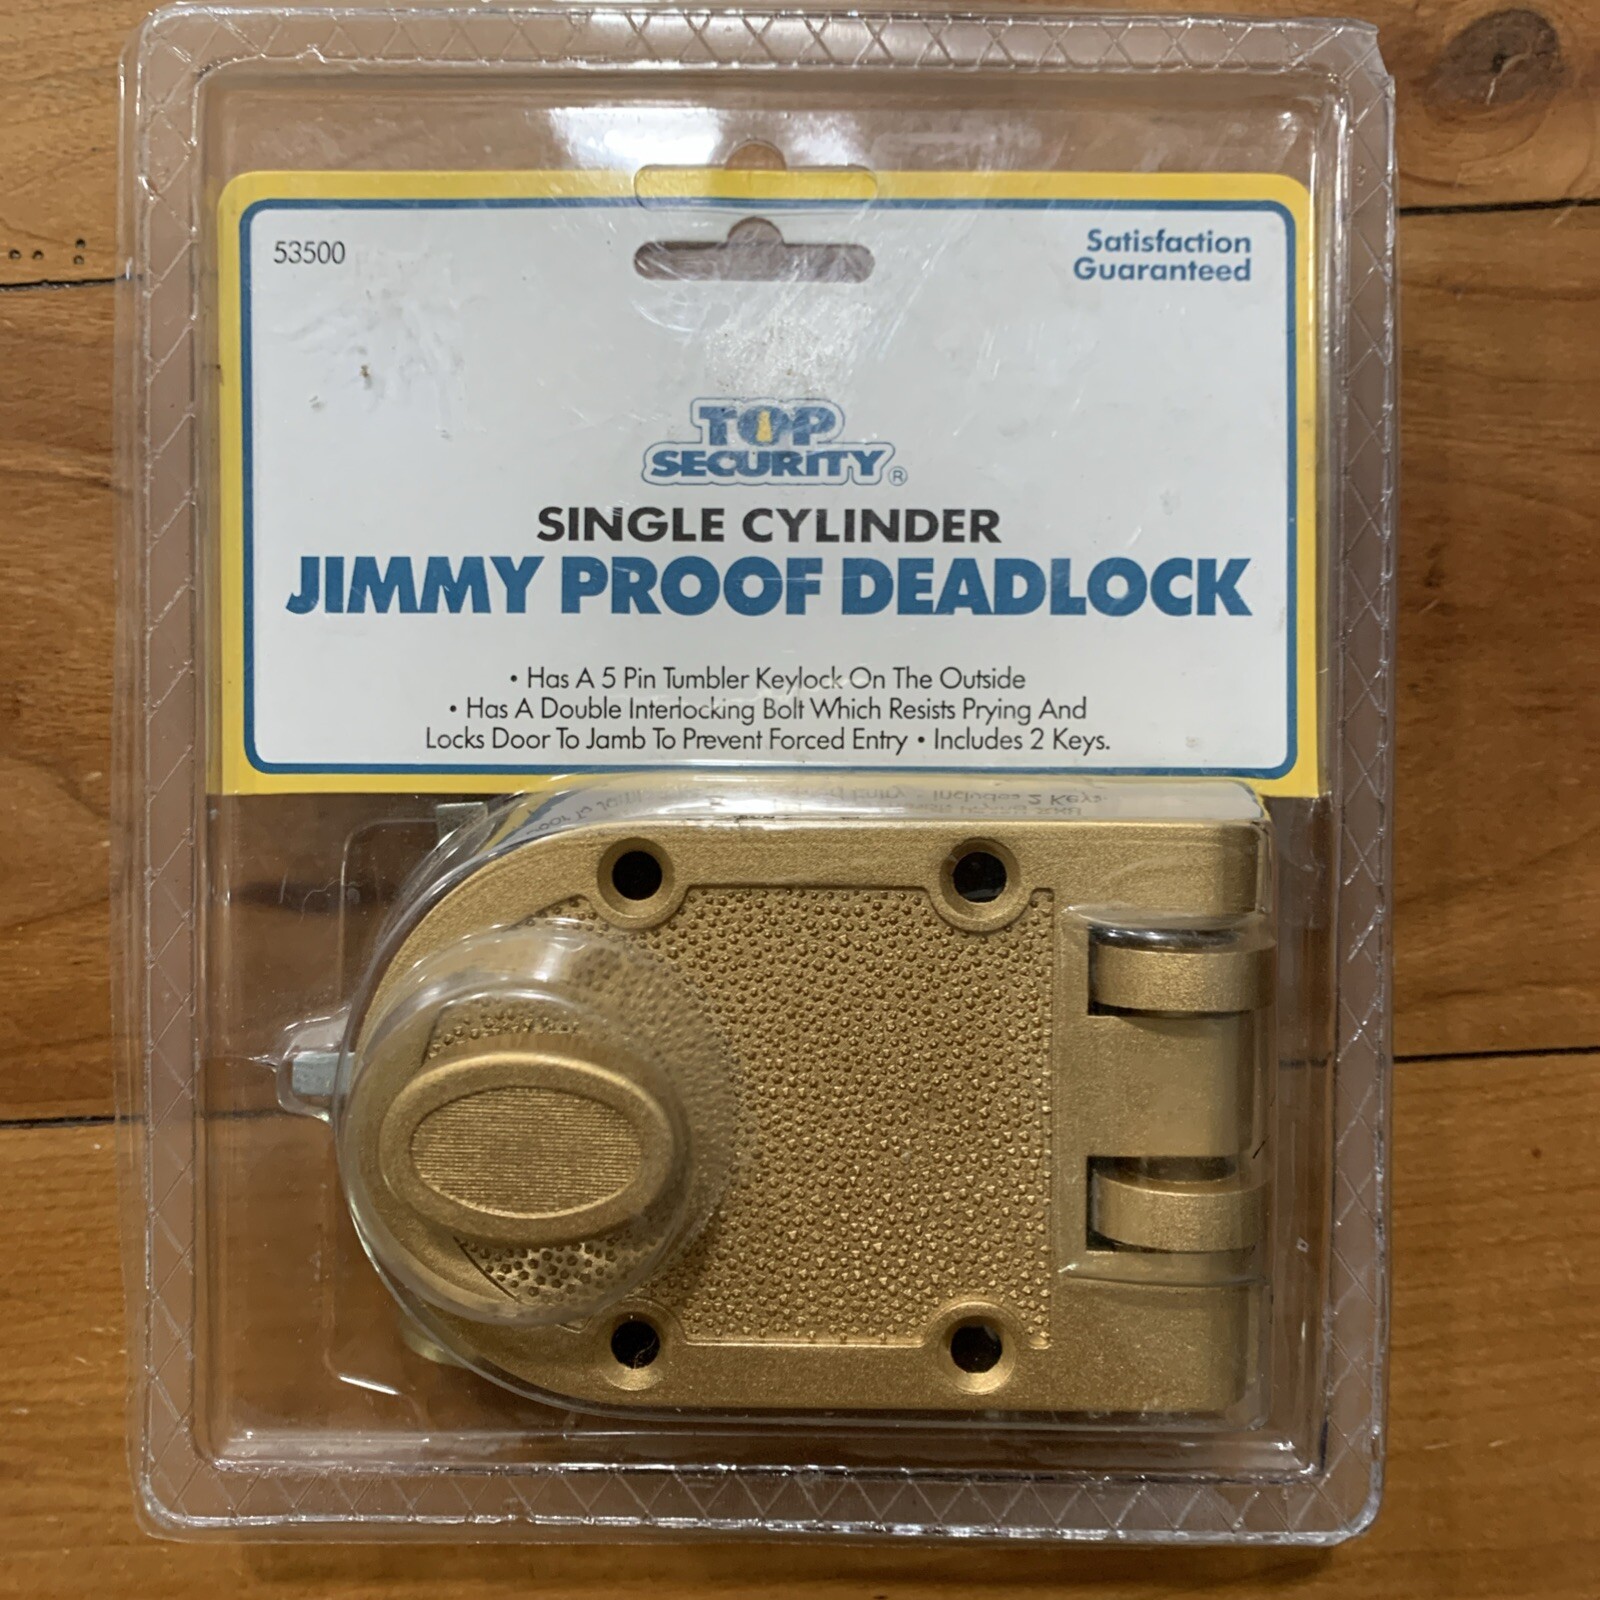 53500
Satisfaction
Guaranteed
TOP
SECURITY®
SINGLE CYLINDER
JIMMY PROOF DEADLOCK
• Has A 5 Pin Tumbler Keylock On The Outside
• Has A Double Interlocking Bolt Which Resists Prying And
Locks Door To Jamb To Prevent Forced Entry • Includes 2 Keys.